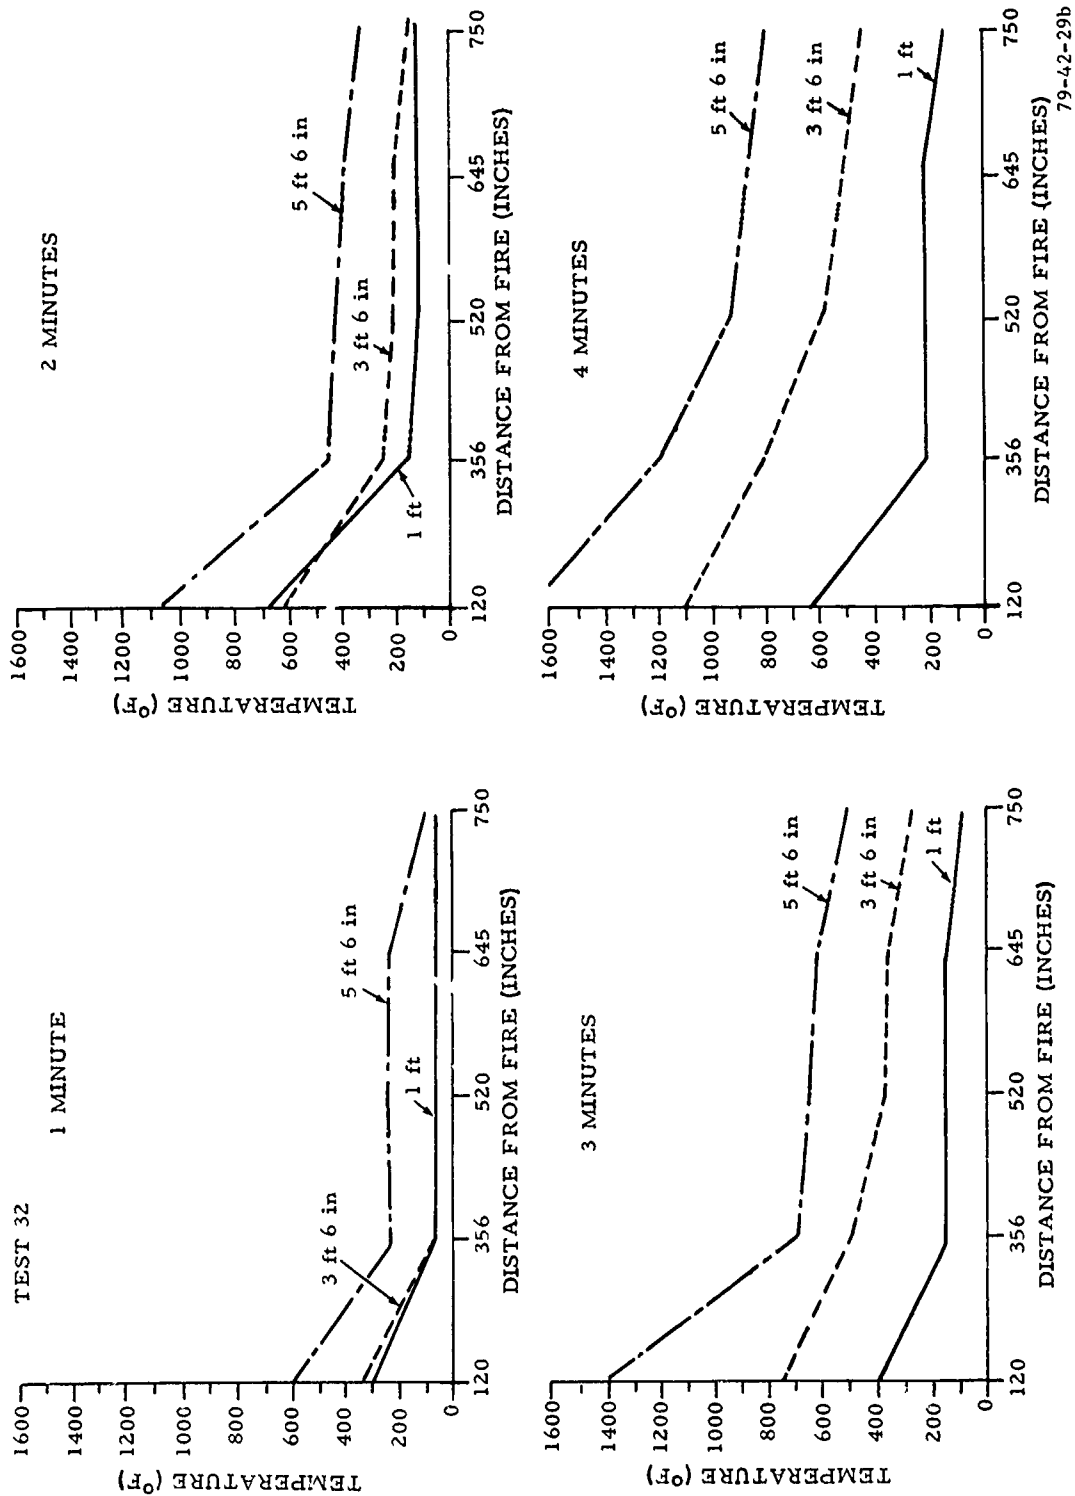 TEST 32
1 MINUTE
TEMPERATURE (°F)
1600
1400
1200
1000
800
600
400
200
0
3 ft 6 in
1 ft
5 ft 6 in
120
356
520
645
750
DISTANCE FROM FIRE (INCHES)
2 MINUTES
TEMPERATURE (°F)
1600
1400
1200
1000
800
600
400
200
0
5 ft 6 in
3 ft 6 in
1 ft
120
356
520
645
750
DISTANCE FROM FIRE (INCHES)
3 MINUTES
TEMPERATURE (°F)
1600
1400
1200
1000
800
600
400
200
0
5 ft 6 in
3 ft 6 in
1 ft
120
356
520
645
750
DISTANCE FROM FIRE (INCHES)
4 MINUTES
TEMPERATURE (°F)
1600
1400
1200
1000
800
600
400
200
0
5 ft 6 in
3 ft 6 in
1 ft
120
356
520
645
750
DISTANCE FROM FIRE (INCHES)
79-42-29b